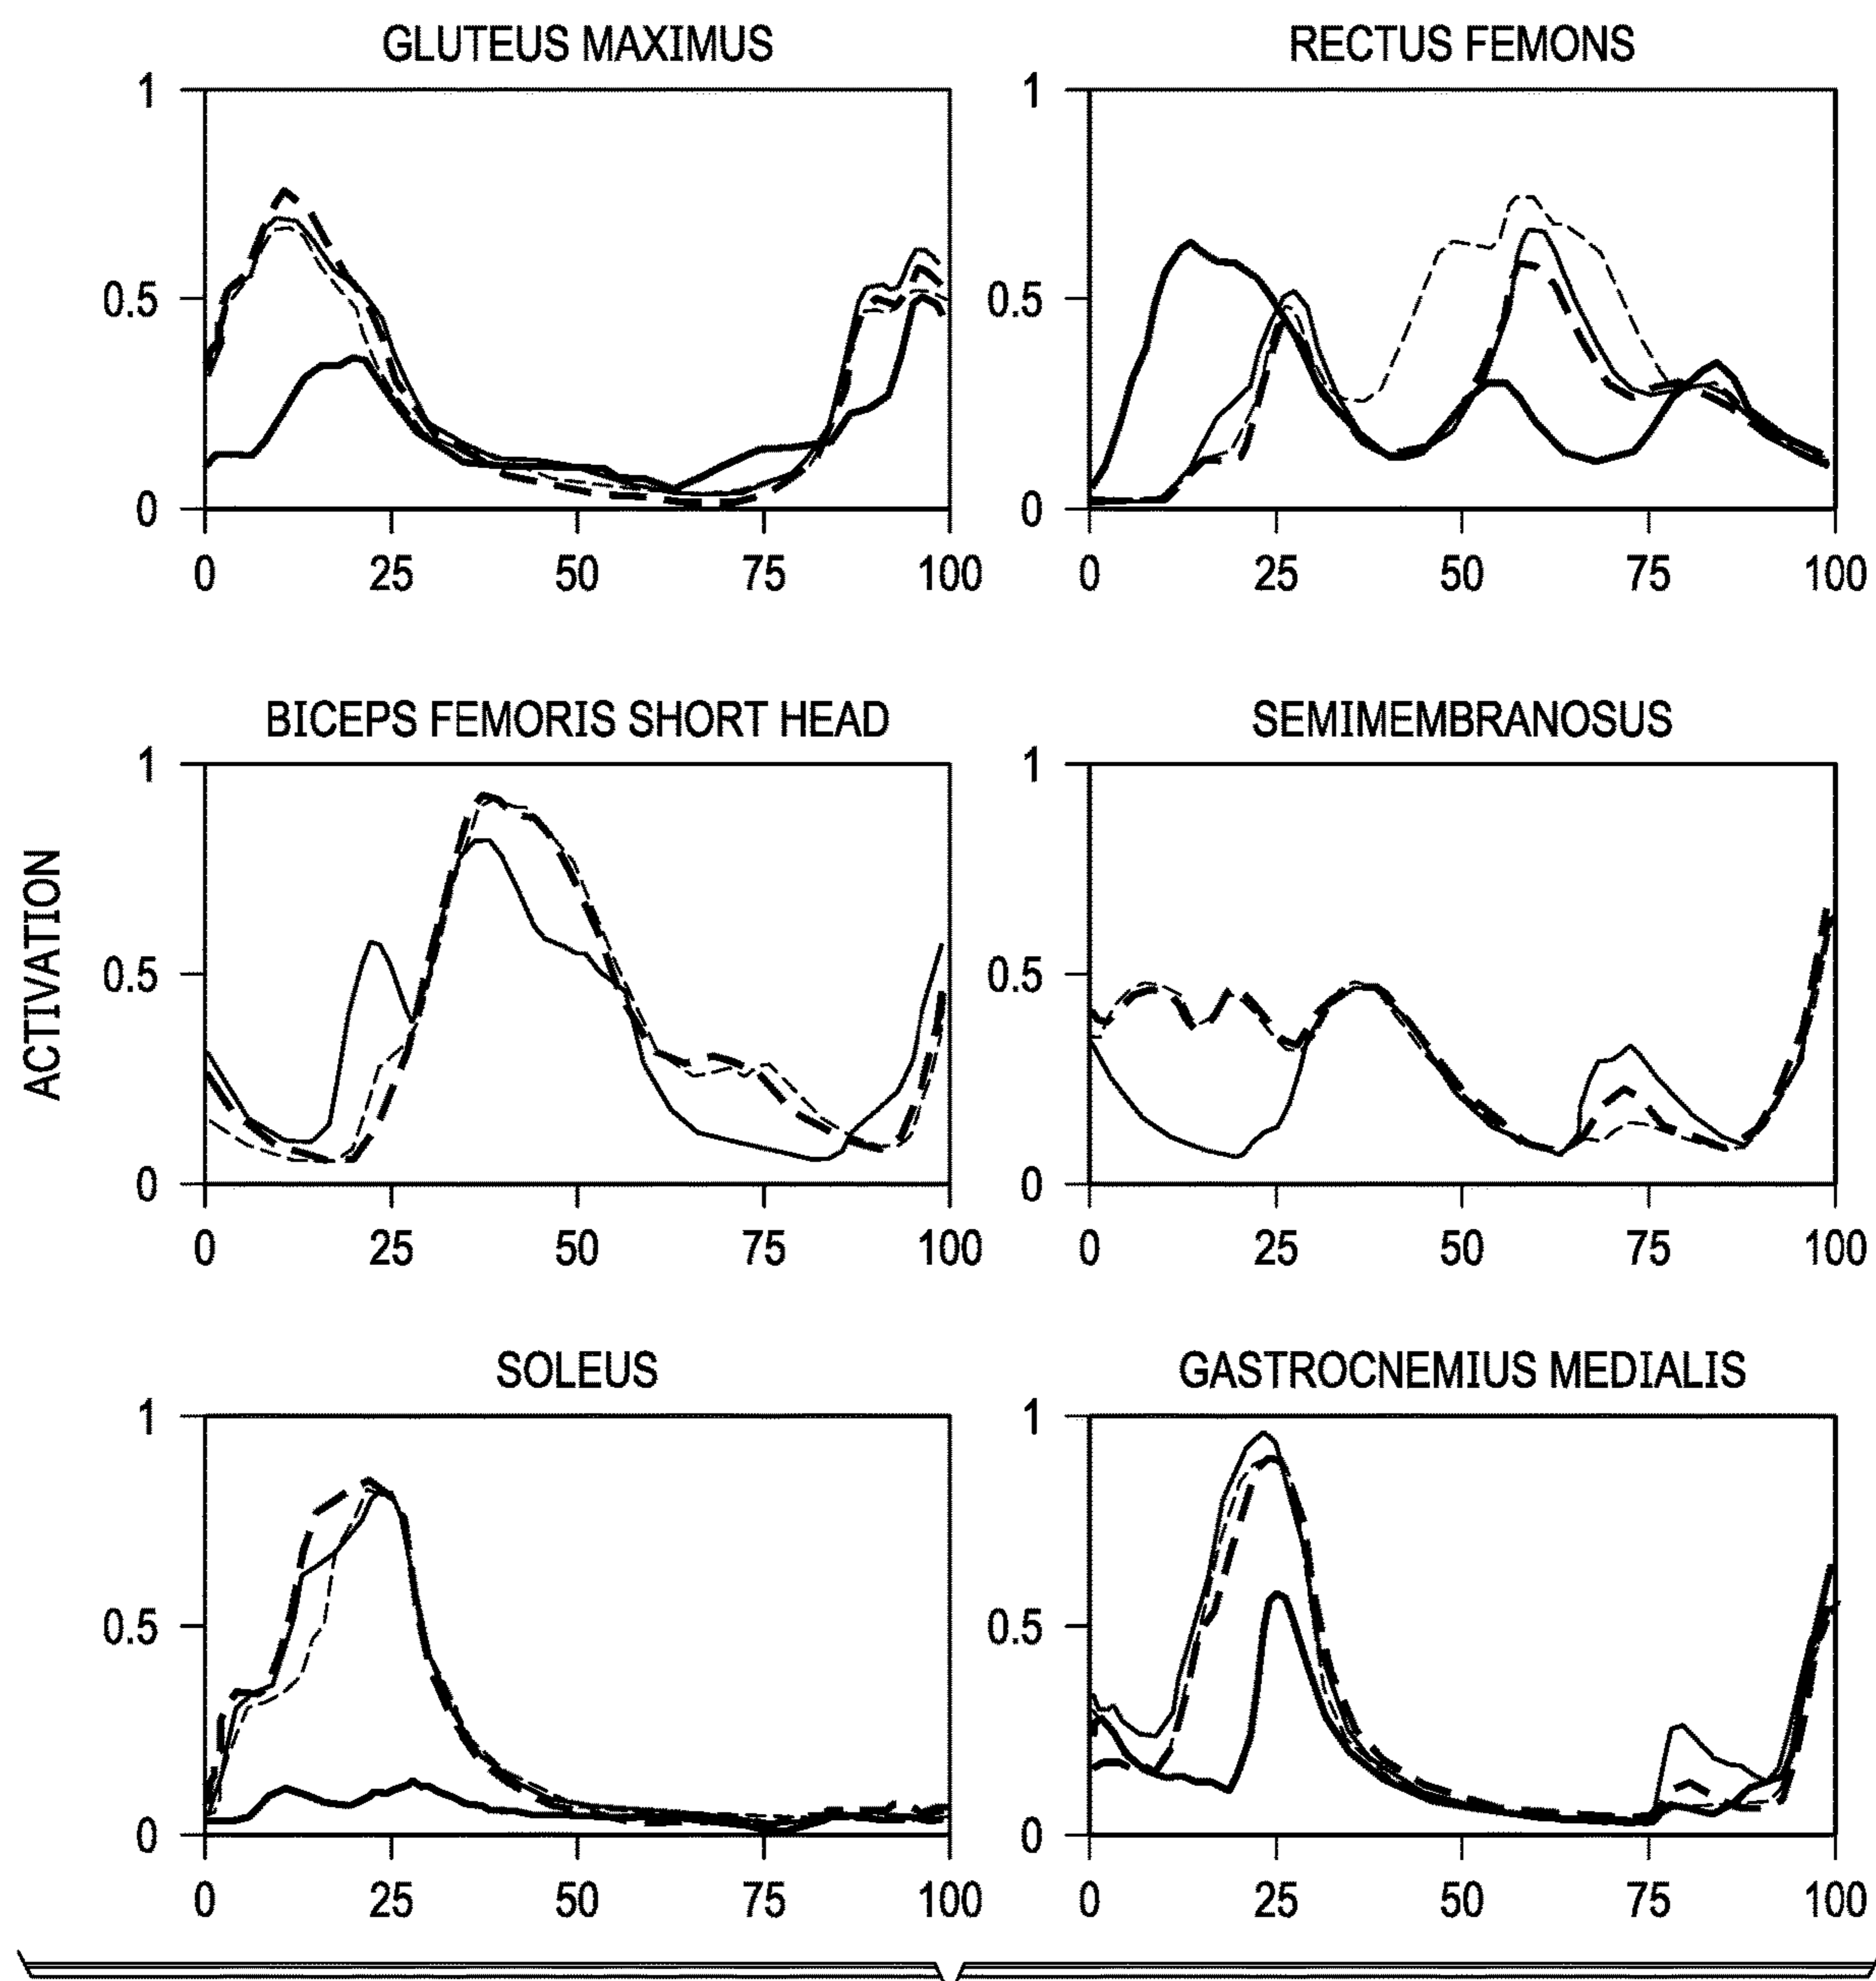 GLUTEUS MAXIMUS
1
0.5
0
0 25 50 75 100
RECTUS FEMONS
1
0.5
0
0 25 50 75 100
ACTIVATION
BICEPS FEMORIS SHORT HEAD
1
0.5
0
0 25 50 75 100
SEMIMEMBRANOSUS
1
0.5
0
0 25 50 75 100
SOLEUS
1
0.5
0
0 25 50 75 100
GASTROCNEMIUS MEDIALIS
1
0.5
0
0 25 50 75 100